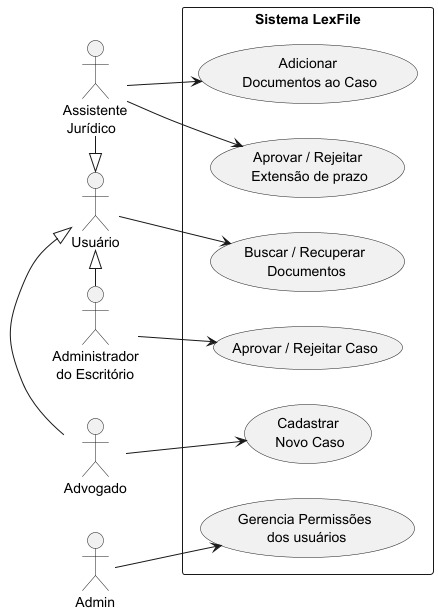 Sistema LexFile
Adicionar
Documentos ao Caso
Assistente
Jurídico
Aprovar / Rejeitar
Extensão de prazo
Usuário
Buscar / Recuperar
Documentos
Administrador
do Escritório
Aprovar / Rejeitar Caso
Cadastrar
Novo Caso
Advogado
Gerencia Permissões
dos usuários
Admin